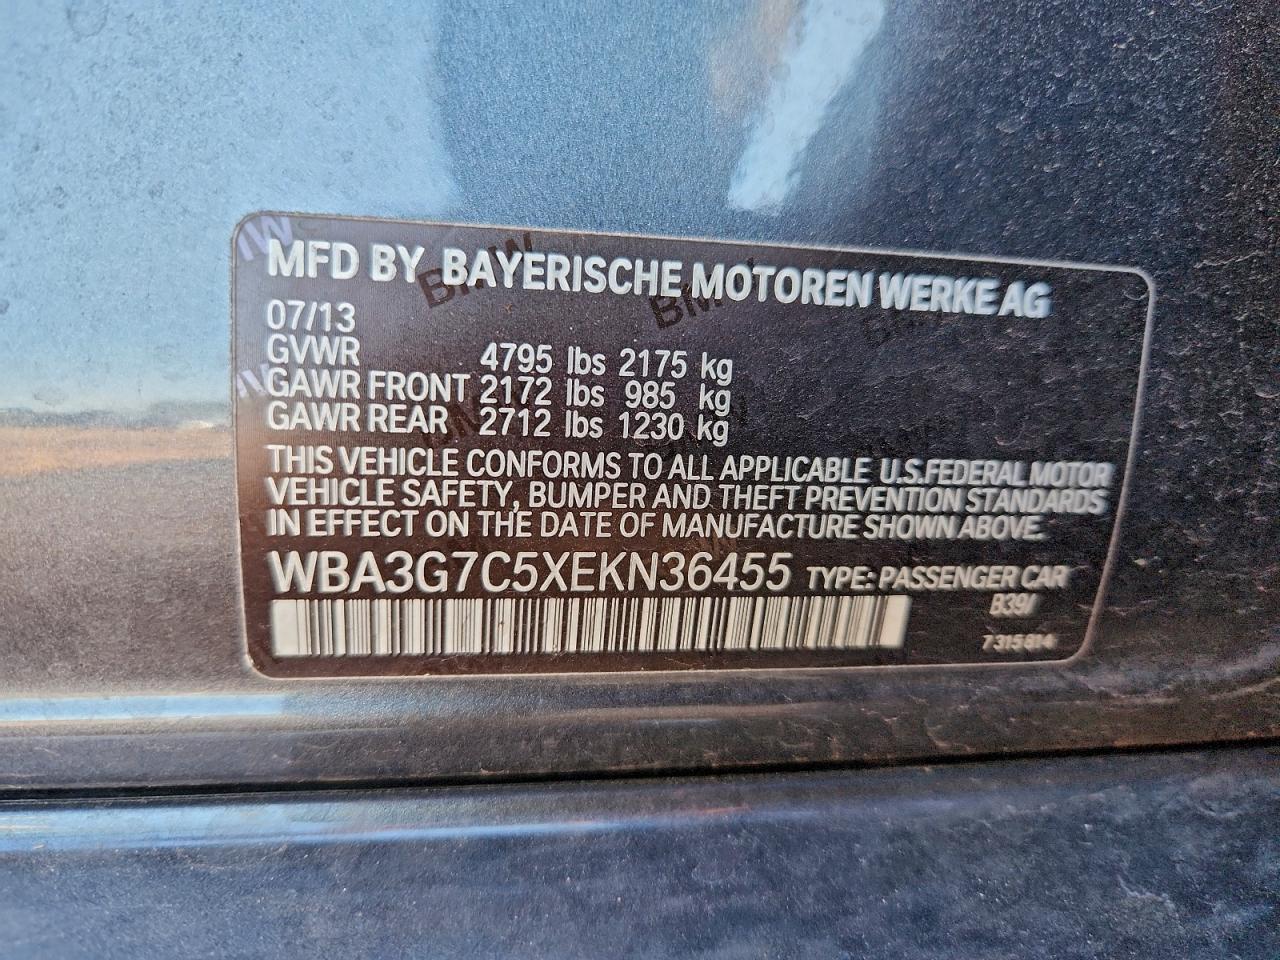 MFD BY BAYERISCHE MOTOREN WERKE AG
07/13
GVWR 4795 lbs 2175 kg
GAWR FRONT 2172 lbs 985 kg
GAWR REAR 2712 lbs 1230 kg
THIS VEHICLE CONFORMS TO ALL APPLICABLE U.S.FEDERAL MOTOR
VEHICLE SAFETY, BUMPER AND THEFT PREVENTION STANDARDS
IN EFFECT ON THE DATE OF MANUFACTURE SHOWN ABOVE.
WBA3G7C5XEKN36455 TYPE: PASSENGER CAR
B39/
7315814